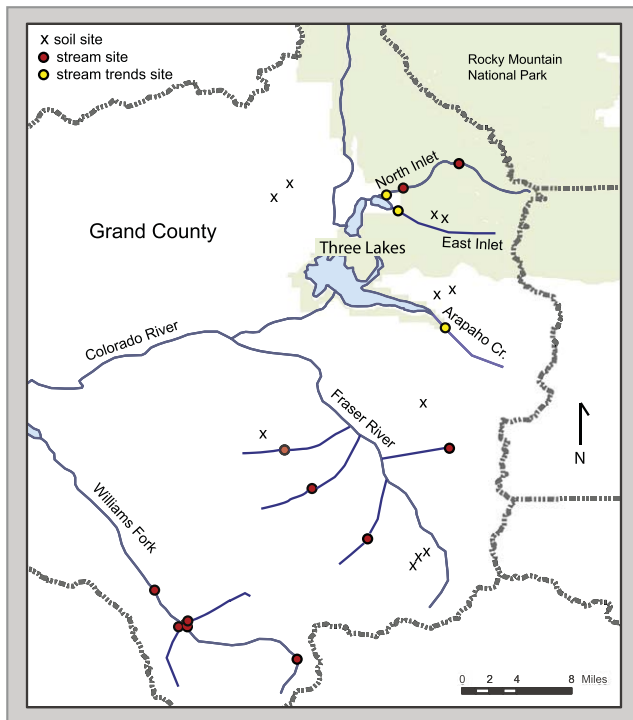 x soil site
stream site
stream trends site
Rocky Mountain
National Park
North Inlet
Grand County
East Inlet
Three Lakes
Arapaho Cr.
Colorado River
Fraser River
N
Williams Fork
0 2 4 8 Miles
x x
x x
x x
x
x
x x x